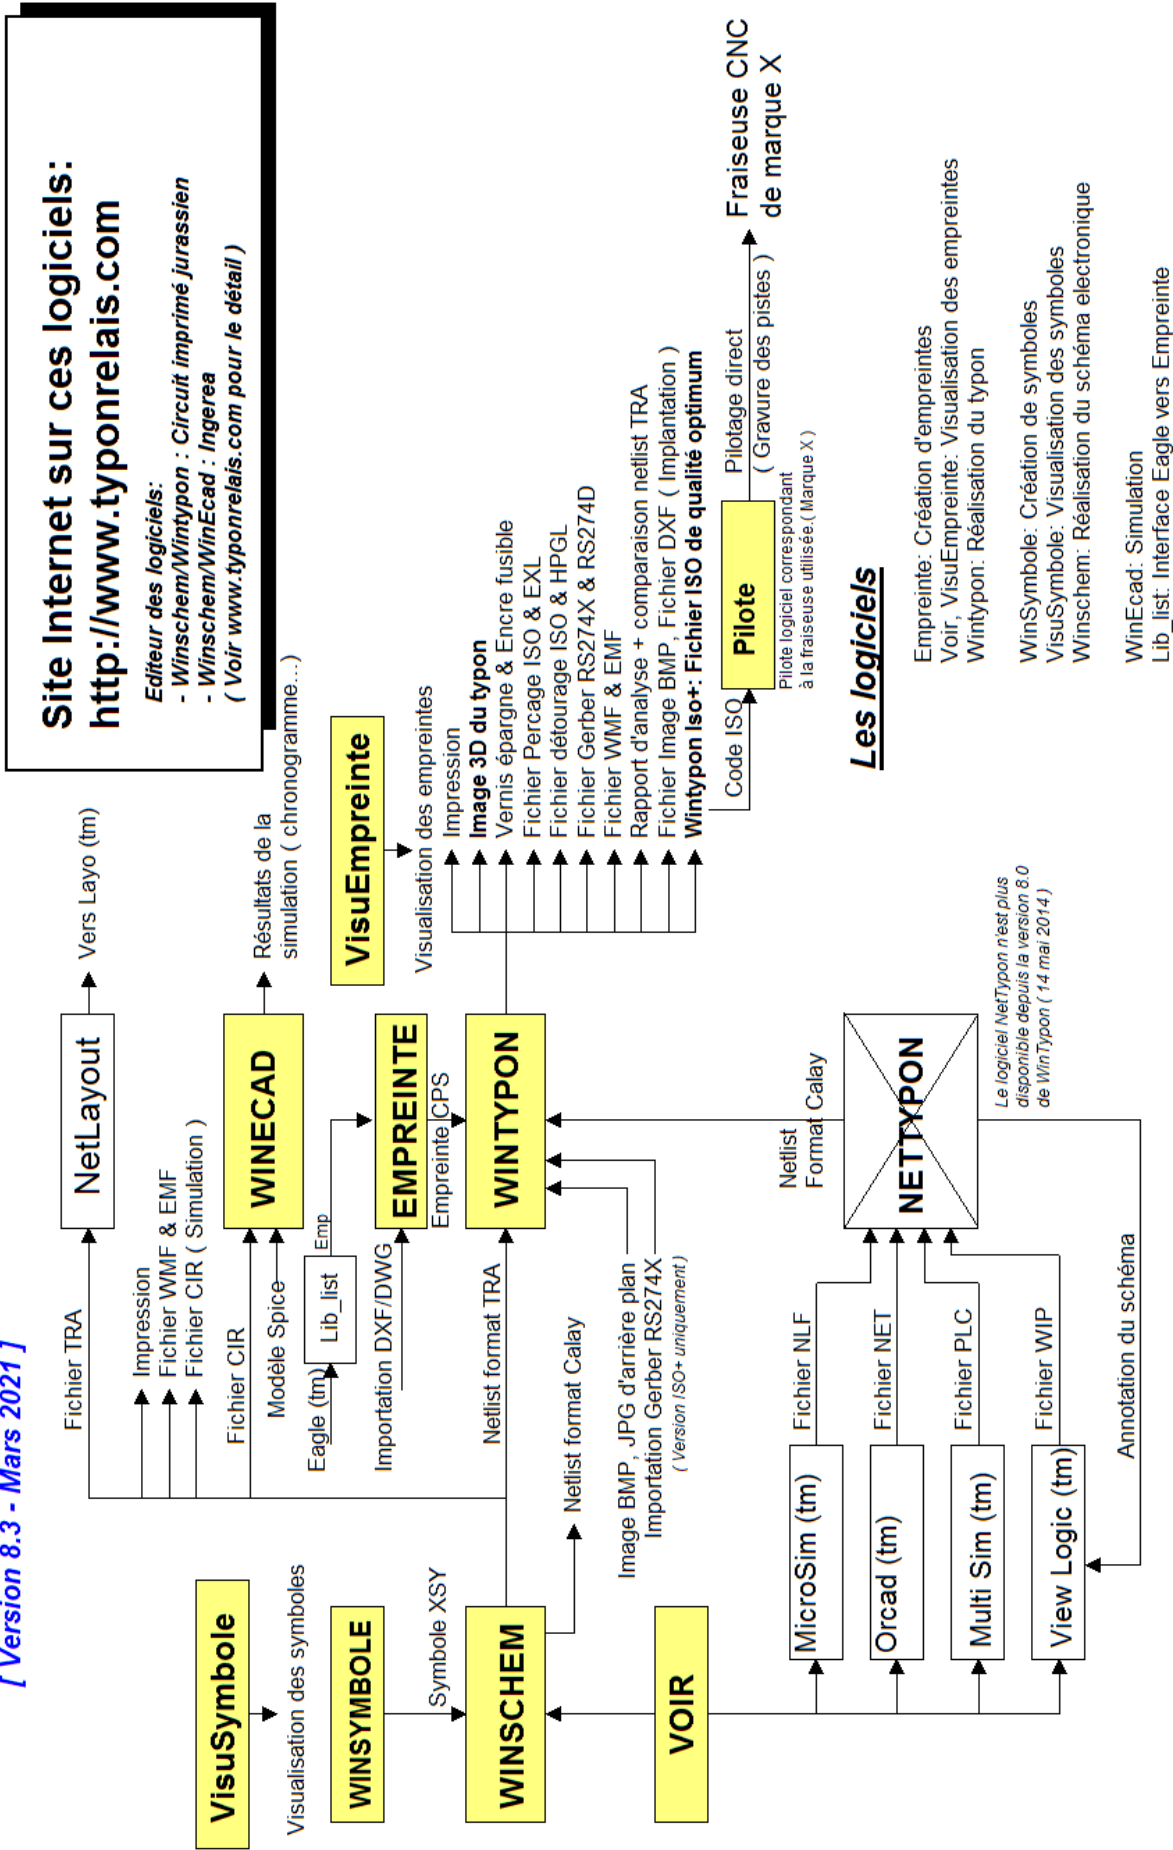 [ Version 8.3 - Mars 2021 ]
Site Internet sur ces logiciels:
http://www.typonrelais.com
Editeur des logiciels:
- Winschem/Wintypon : Circuit imprimé jurassien
- Winschem/WinEcad : Ingerea
( Voir www.typonrelais.com pour le détail )
Fichier TRA
NetLayout
Vers Layo (tm)
Impression
Fichier WMF & EMF
Fichier CIR ( Simulation )
VisuSymbole
Visualisation des symboles
Fichier CIR
Modèle Spice
WINECAD
Résultats de la
simulation ( chronogramme...)
Eagle (tm)
Lib_list
Emp
VisuEmpreinte
Visualisation des empreintes
WINSYMBOLE
Symbole XSY
Importation DXF/DWG
EMPREINTE
Empreinte CPS
WINSCHEM
Netlist format TRA
WINTYPON
Netlist format Calay
Impression
Image 3D du typon
Vernis épargne & Encre fusible
Fichier Percage ISO & EXL
Fichier détourage ISO & HPGL
Fichier Gerber RS274X & RS274D
Fichier WMF & EMF
Rapport d'analyse + comparaison netlist TRA
Fichier Image BMP, Fichier DXF ( Implantation )
Wintypon Iso+: Fichier ISO de qualité optimum
Image BMP, JPG d'arrière plan
Importation Gerber RS274X
( Version ISO+ uniquement )
VOIR
Code ISO
Pilote
Pilotage direct
( Gravure des pistes )
Fraiseuse CNC
de marque X
Pilote logiciel correspondant
à la fraiseuse utilisée.( Marque X )
Netlist
Format Calay
MicroSim (tm)
Fichier NLF
Orcad (tm)
Fichier NET
NETTYPON
Multi Sim (tm)
Fichier PLC
View Logic (tm)
Fichier WIP
Le logiciel NetTypon n'est plus
disponible depuis la version 8.0
de WinTypon ( 14 mai 2014 )
Annotation du schéma
Les logiciels
Empreinte: Création d'empreintes
Voir, VisuEmpreinte: Visualisation des empreintes
Wintypon: Réalisation du typon
WinSymbole: Création de symboles
VisuSymbole: Visualisation des symboles
Winschem: Réalisation du schéma electronique
WinEcad: Simulation
Lib_list: Interface Eagle vers Empreinte